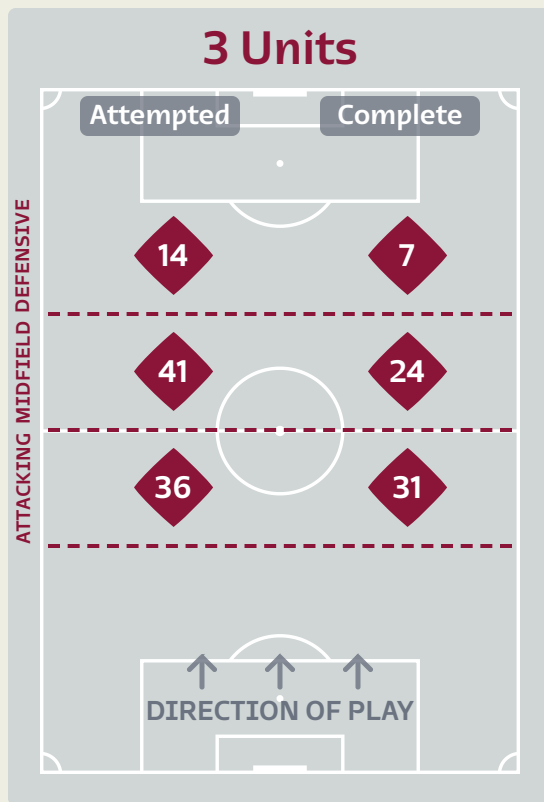 3 Units
Attempted Complete
ATTACKING MIDFIELD DEFENSIVE
14 7
41 24
36 31
DIRECTION OF PLAY